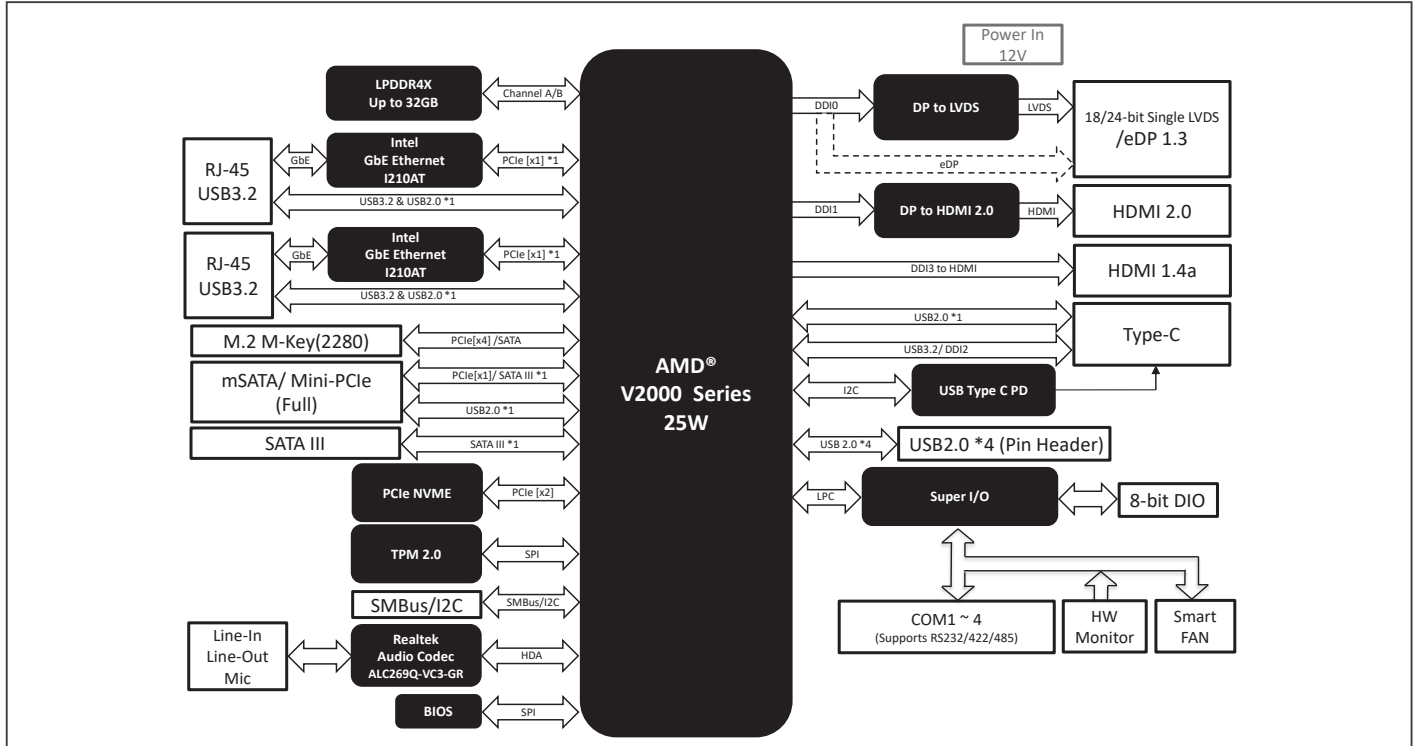 Power In
12V
LPDDR4X
Up to 32GB
Channel A/B
RJ-45
USB3.2
GbE
Intel
GbE Ethernet
I210AT
PCIe [x1] *1
USB3.2 & USB2.0 *1
RJ-45
USB3.2
GbE
Intel
GbE Ethernet
I210AT
PCIe [x1] *1
USB3.2 & USB2.0 *1
M.2 M-Key(2280)
PCIe[x4] /SATA
mSATA/ Mini-PCIe
(Full)
PCIe[x1]/ SATA III *1
USB2.0 *1
SATA III
SATA III *1
PCIe NVME
PCIe [x2]
TPM 2.0
SPI
SMBus/I2C
SMBus/I2C
Line-In
Line-Out
Mic
Realtek
Audio Codec
ALC269Q-VC3-GR
HDA
BIOS
SPI
AMD®
V2000 Series
25W
DDI0
DP to LVDS
LVDS
18/24-bit Single LVDS
/eDP 1.3
eDP
DDI1
DP to HDMI 2.0
HDMI
HDMI 2.0
DDI3 to HDMI
HDMI 1.4a
USB2.0 *1
USB3.2/ DDI2
Type-C
I2C
USB Type C PD
USB 2.0 *4
USB2.0 *4 (Pin Header)
LPC
Super I/O
8-bit DIO
COM1 ~ 4
(Supports RS232/422/485)
HW
Monitor
Smart
FAN